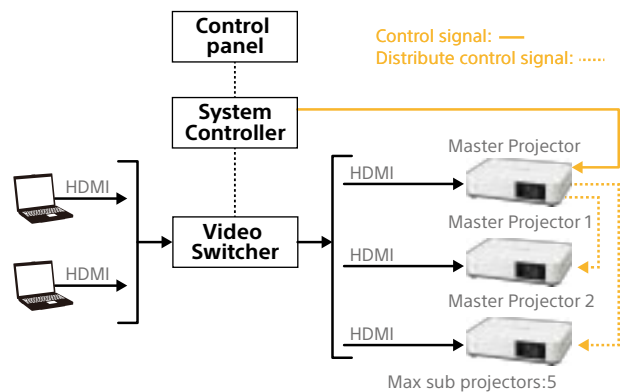 Control
panel
Control signal:
Distribute control signal:
System
Controller
Master Projector
HDMI
HDMI
Master Projector 1
Video
Switcher
HDMI
HDMI
Master Projector 2
HDMI
Max sub projectors:5